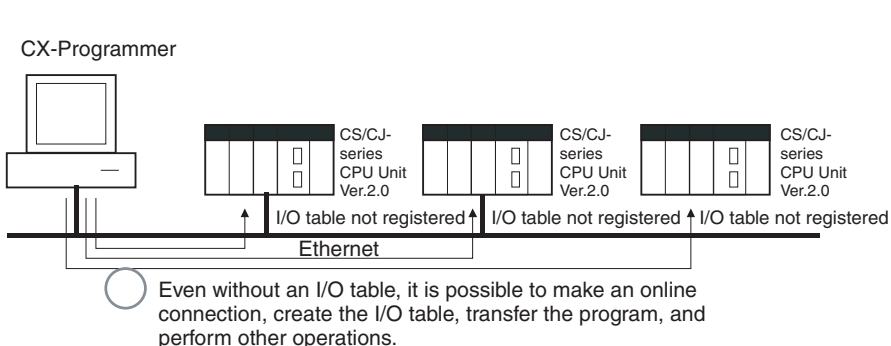 CX-Programmer
CS/CJ-
series
CPU Unit
Ver.2.0
CS/CJ-
series
CPU Unit
Ver.2.0
CS/CJ-
series
CPU Unit
Ver.2.0
I/O table not registered
I/O table not registered
I/O table not registered
Ethernet
Even without an I/O table, it is possible to make an online
connection, create the I/O table, transfer the program, and
perform other operations.